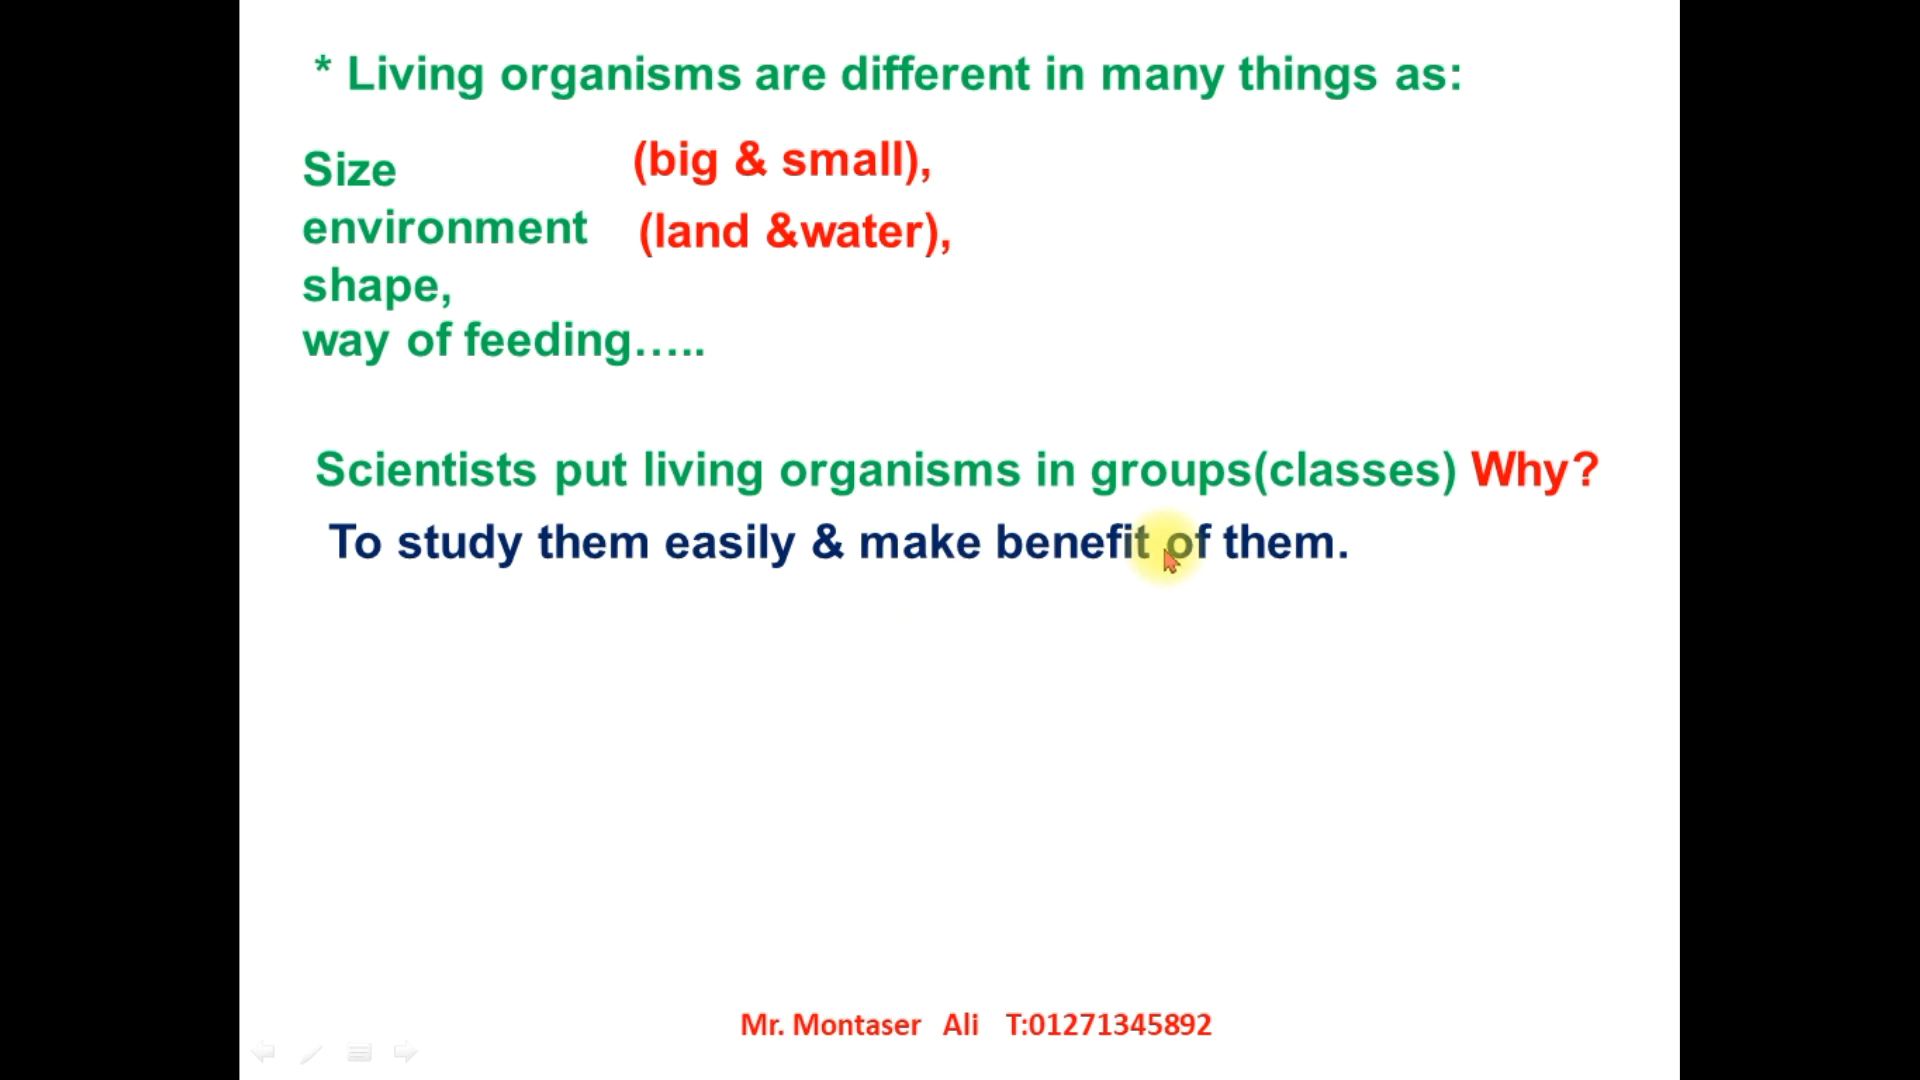 * Living organisms are different in many things as:
Size (big & small),
environment (land &water),
shape,
way of feeding…..
Scientists put living organisms in groups(classes) Why?
To study them easily & make benefit of them.
Mr. Montaser Ali T:01271345892